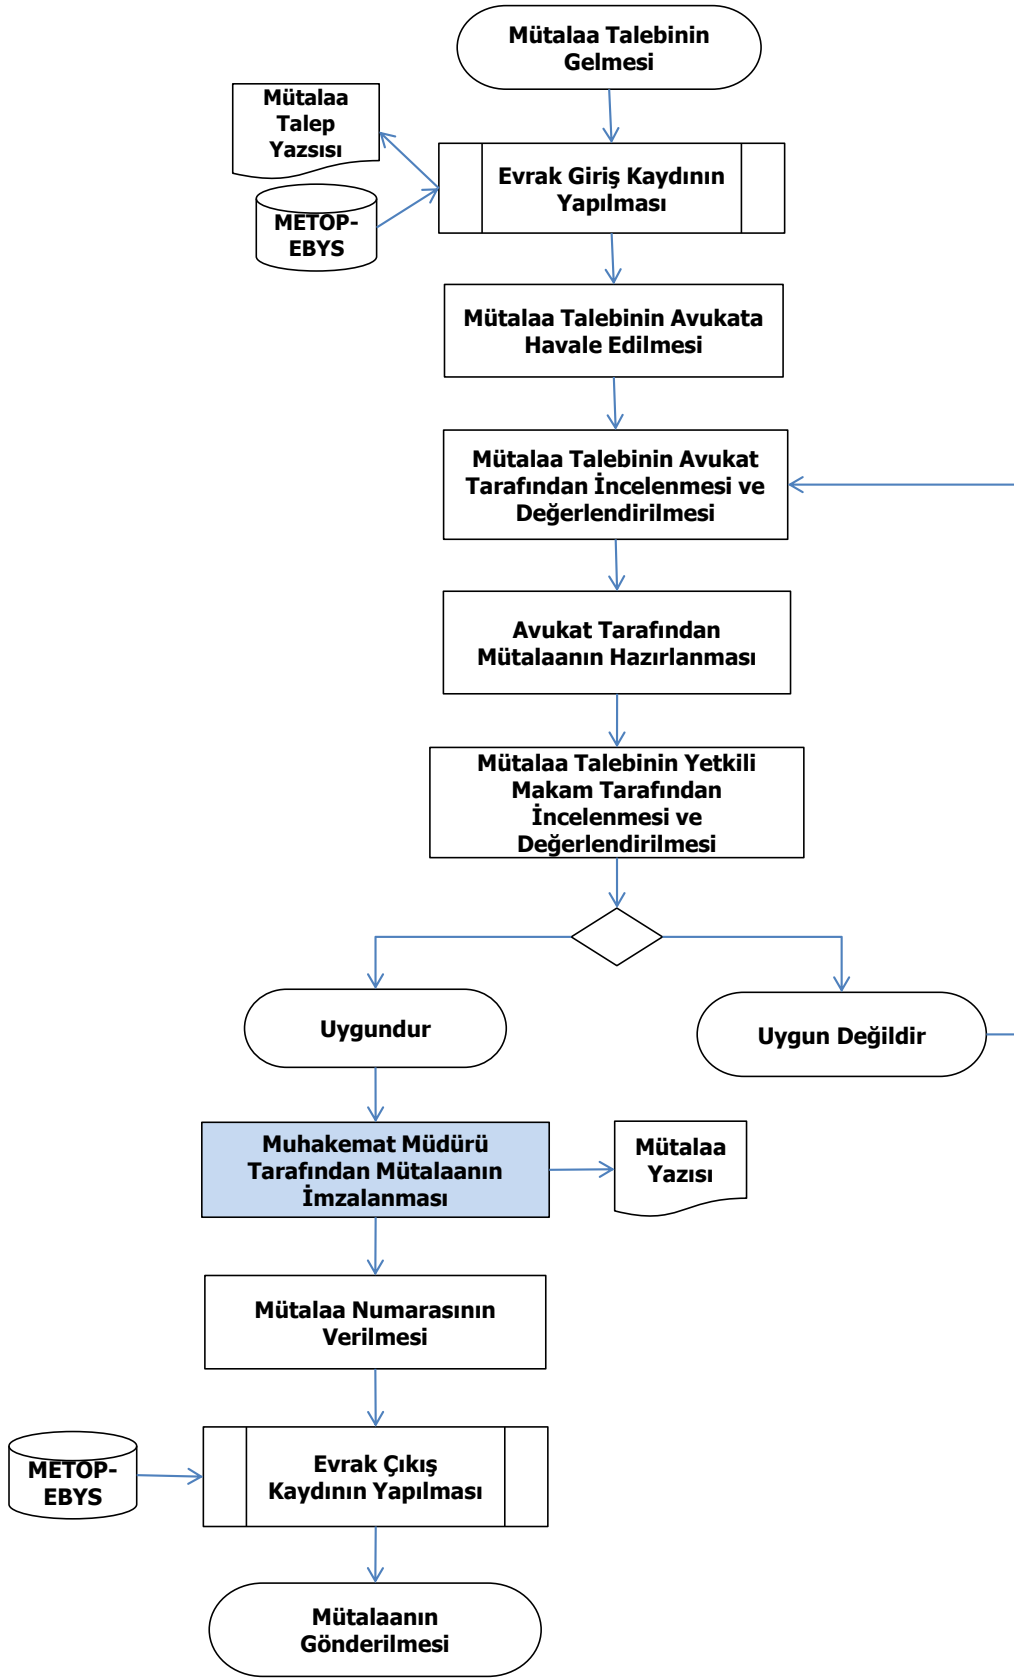 Mütalaa Talebinin
Gelmesi
Mütalaa
Talep
Yazsısı
Evrak Giriş Kaydının
Yapılması
METOP-
EBYS
Mütalaa Talebinin Avukata
Havale Edilmesi
Mütalaa Talebinin Avukat
Tarafından İncelenmesi ve
Değerlendirilmesi
Avukat Tarafından
Mütalaanın Hazırlanması
Mütalaa Talebinin Yetkili
Makam Tarafından
İncelenmesi ve
Değerlendirilmesi
Uygundur
Uygun Değildir
Muhakemat Müdürü
Tarafından Mütalaanın
İmzalanması
Mütalaa
Yazısı
Mütalaa Numarasının
Verilmesi
METOP-
EBYS
Evrak Çıkış
Kaydının Yapılması
Mütalaanın
Gönderilmesi